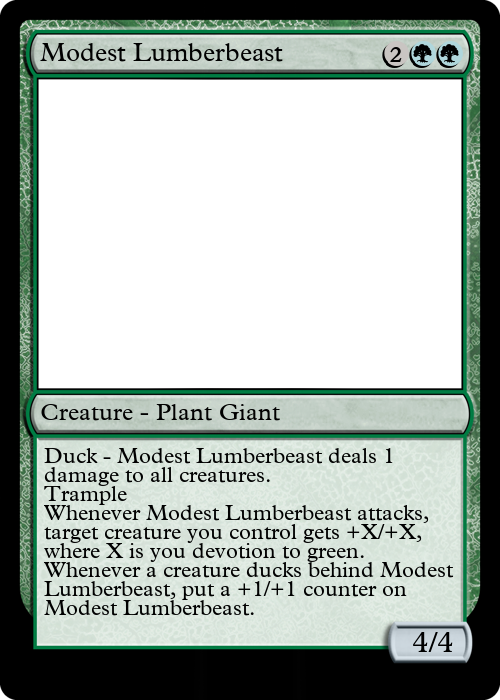 Modest Lumberbeast 2
Creature - Plant Giant
Duck - Modest Lumberbeast deals 1
damage to all creatures.
Trample
Whenever Modest Lumberbeast attacks,
target creature you control gets +X/+X,
where X is you devotion to green.
Whenever a creature ducks behind Modest
Lumberbeast, put a +1/+1 counter on
Modest Lumberbeast.
4/4